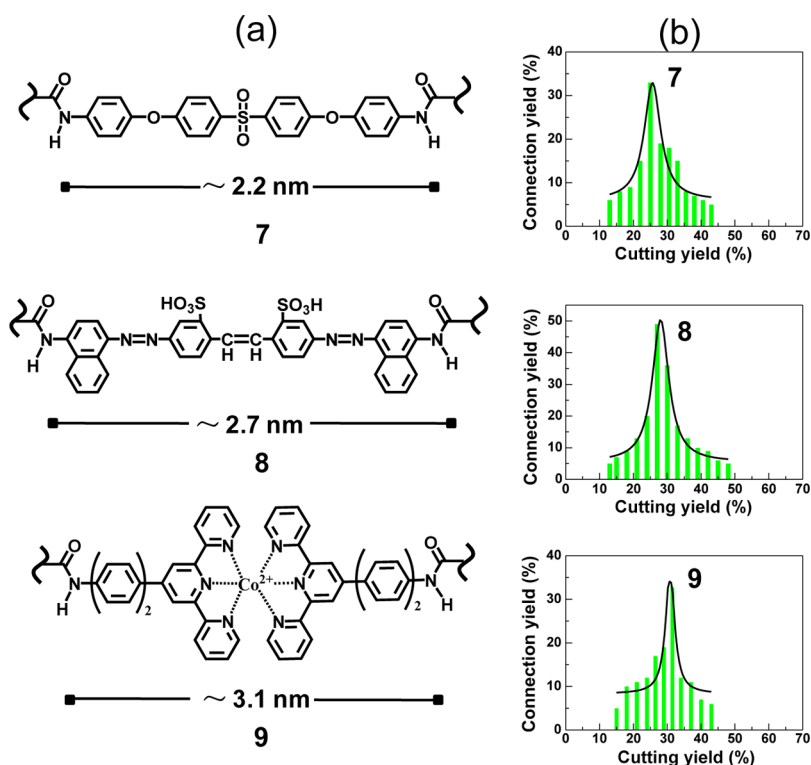 (a)
(b)
O
N
H
O
S
O
O
O
N
H
O
~ 2.2 nm
7
Connection yield (%)
40
30
20
10
0
7
0 10 20 30 40 50 60 70
Cutting yield (%)
O
N
H
N=N
HO₃S
C=C
H
H
SO₃H
N=N
O
N
H
~ 2.7 nm
8
Connection yield (%)
50
40
30
20
10
0
8
0 10 20 30 40 50 60 70
Cutting yield (%)
O
N
H
2
N
N
N
Co²⁺
N
N
N
2
O
N
H
~ 3.1 nm
9
Connection yield (%)
40
30
20
10
0
9
0 10 20 30 40 50 60 70
Cutting yield (%)